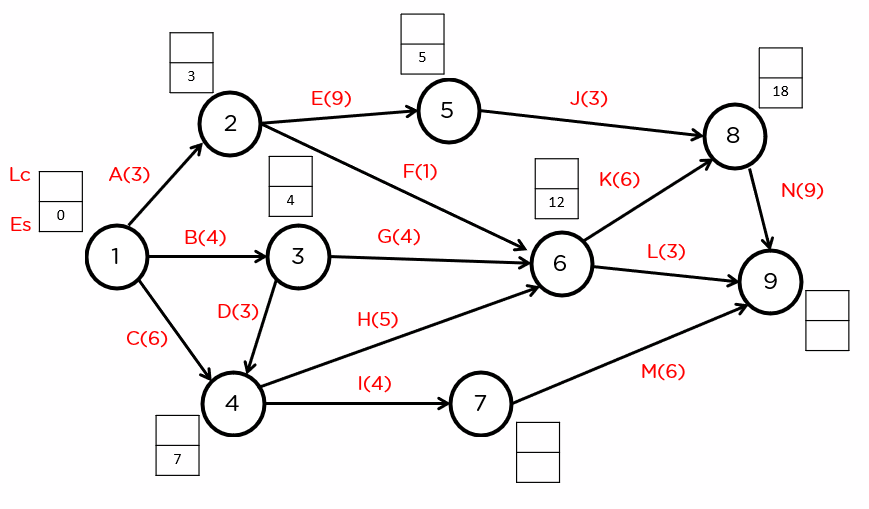 5
3
18
E(9)
J(3)
5
2
8
Lc
A(3)
F(1)
4
12
K(6)
N(9)
0
Es
B(4)
G(4)
L(3)
1
3
6
9
D(3)
H(5)
C(6)
I(4)
M(6)
4
7
7